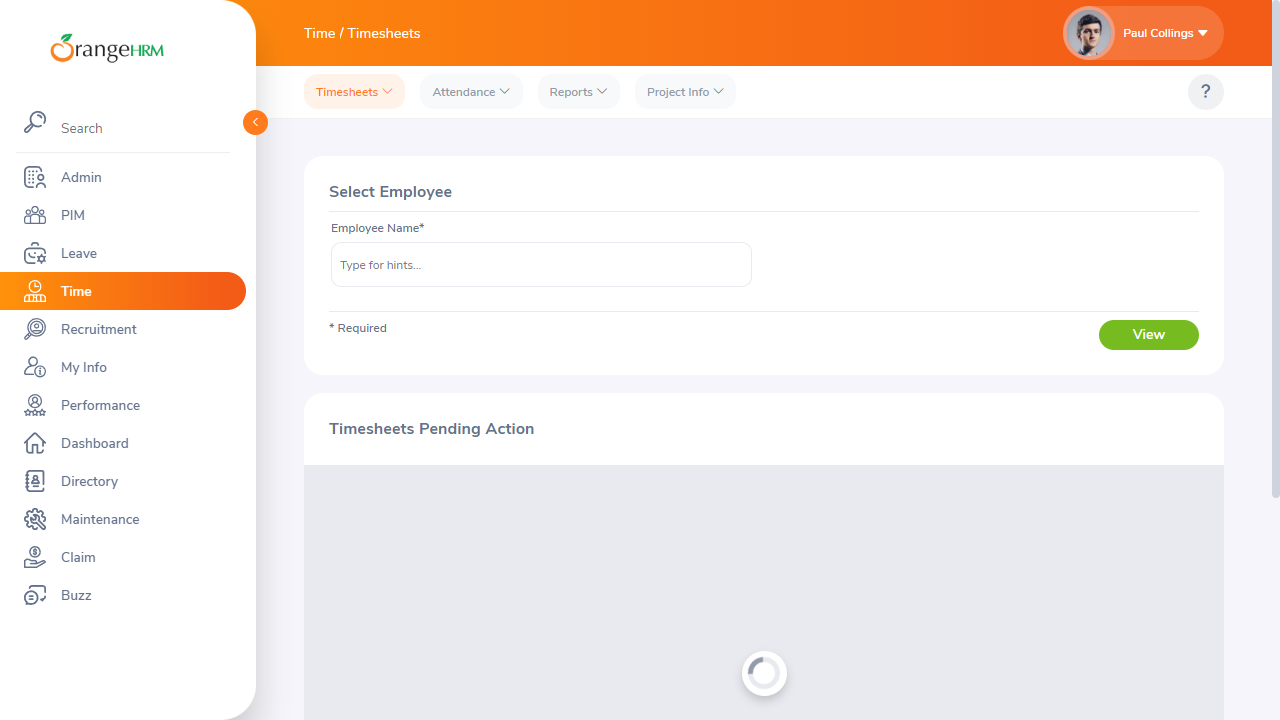 OrangeHRM
Search
Admin
PIM
Leave
Time
Recruitment
My Info
Performance
Dashboard
Directory
Maintenance
Claim
Buzz
Time / Timesheets
Paul Collings
Timesheets
Attendance
Reports
Project Info
?
Select Employee
Employee Name*
Type for hints...
* Required
View
Timesheets Pending Action